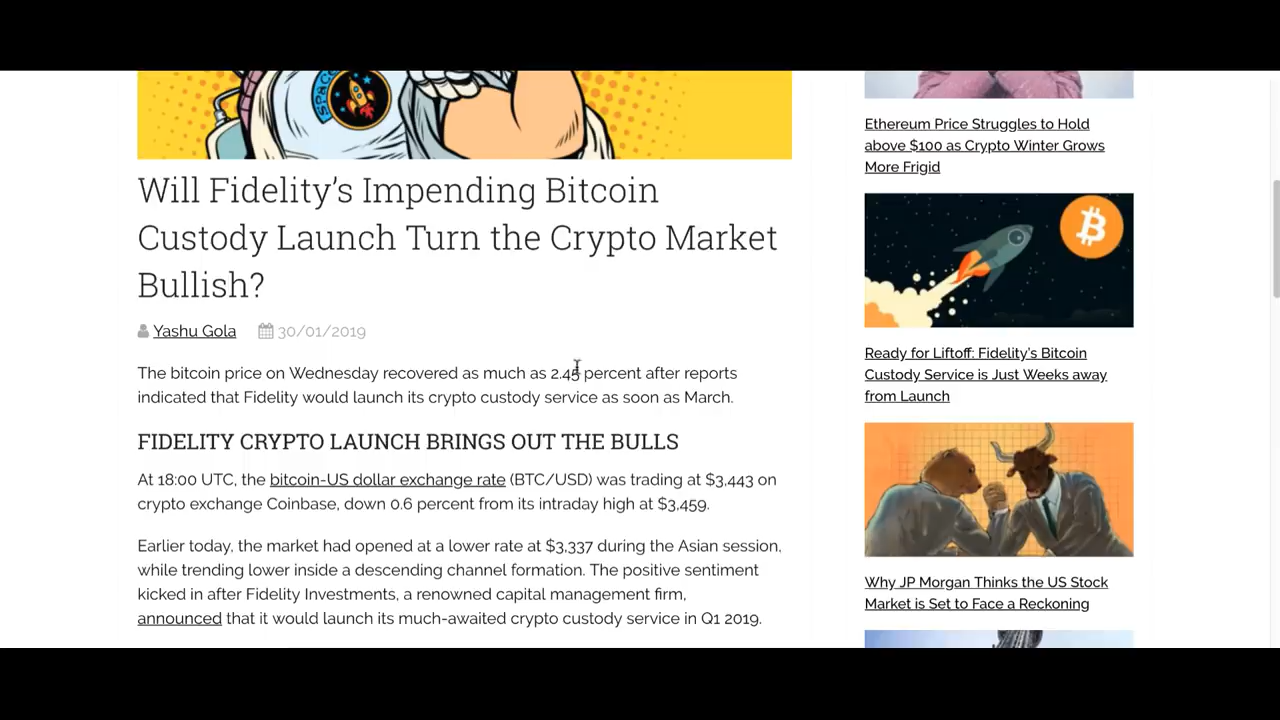 SPACE
Will Fidelity’s Impending Bitcoin
Custody Launch Turn the Crypto Market
Bullish?
Yashu Gola 30/01/2019
The bitcoin price on Wednesday recovered as much as 2.45 percent after reports
indicated that Fidelity would launch its crypto custody service as soon as March.
FIDELITY CRYPTO LAUNCH BRINGS OUT THE BULLS
At 18:00 UTC, the bitcoin-US dollar exchange rate (BTC/USD) was trading at $3,443 on
crypto exchange Coinbase, down 0.6 percent from its intraday high at $3,459.
Earlier today, the market had opened at a lower rate at $3,337 during the Asian session,
while trending lower inside a descending channel formation. The positive sentiment
kicked in after Fidelity Investments, a renowned capital management firm,
announced that it would launch its much-awaited crypto custody service in Q1 2019.
Ethereum Price Struggles to Hold
above $100 as Crypto Winter Grows
More Frigid
Ready for Liftoff: Fidelity’s Bitcoin
Custody Service is Just Weeks away
from Launch
Why JP Morgan Thinks the US Stock
Market is Set to Face a Reckoning